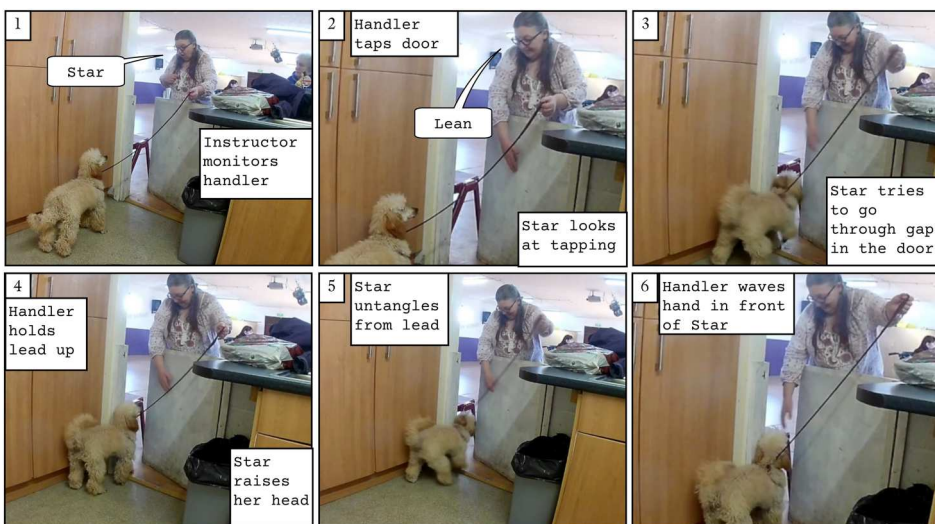 1
Star
Instructor
monitors
handler
2
Handler
taps door
Lean
Star looks
at tapping
3
Star tries
to go
through gap
in the door
4
Handler
holds
lead up
Star
raises
her head
5
Star
untangles
from lead
6
Handler waves
hand in front
of Star